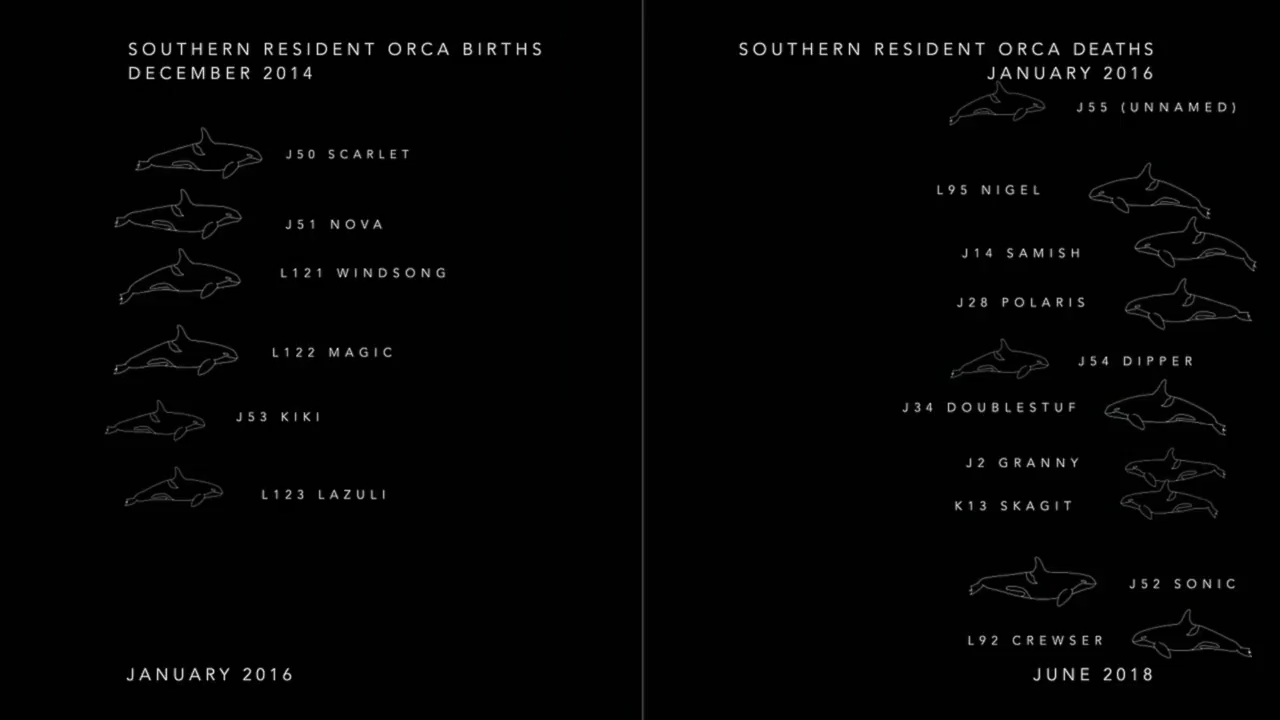 SOUTHERN RESIDENT ORCA BIRTHS
DECEMBER 2014
J50 SCARLET
J51 NOVA
L121 WINDSONG
L122 MAGIC
J53 KIKI
L123 LAZULI
JANUARY 2016
SOUTHERN RESIDENT ORCA DEATHS
JANUARY 2016
J55 (UNNAMED)
L95 NIGEL
J14 SAMISH
J28 POLARIS
J54 DIPPER
J34 DOUBLESTUF
J2 GRANNY
K13 SKAGIT
J52 SONIC
L92 CREWSER
JUNE 2018